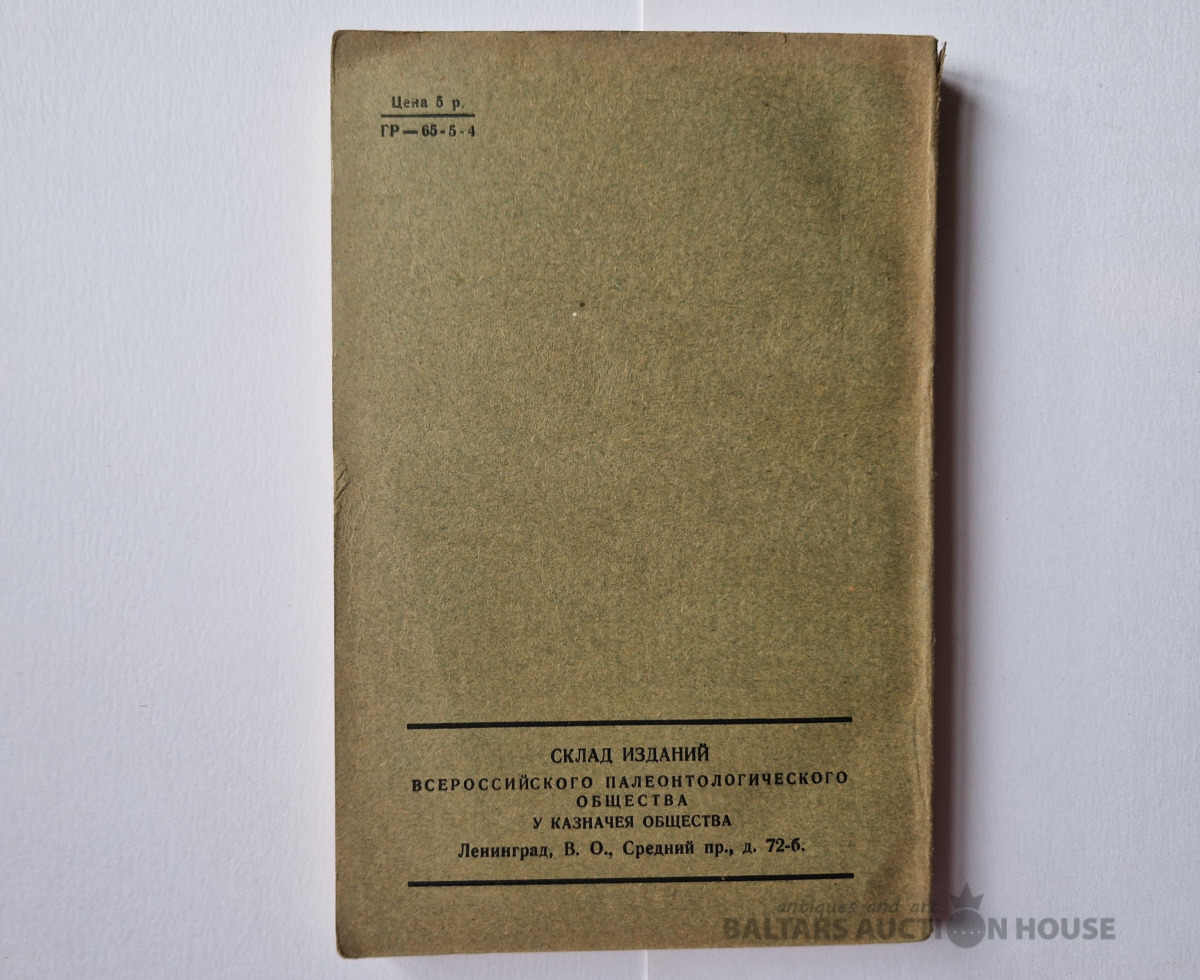 Цена 5 р.
ГР — 65-5-4
СКЛАД ИЗДАНИЙ
ВСЕРОССИЙСКОГО ПАЛЕОНТОЛОГИЧЕСКОГО
ОБЩЕСТВА
У КАЗНАЧЕЯ ОБЩЕСТВА
Ленинград, В. О., Средний пр., д. 72-б.
antiques and art
BALTARS AUCTION HOUSE